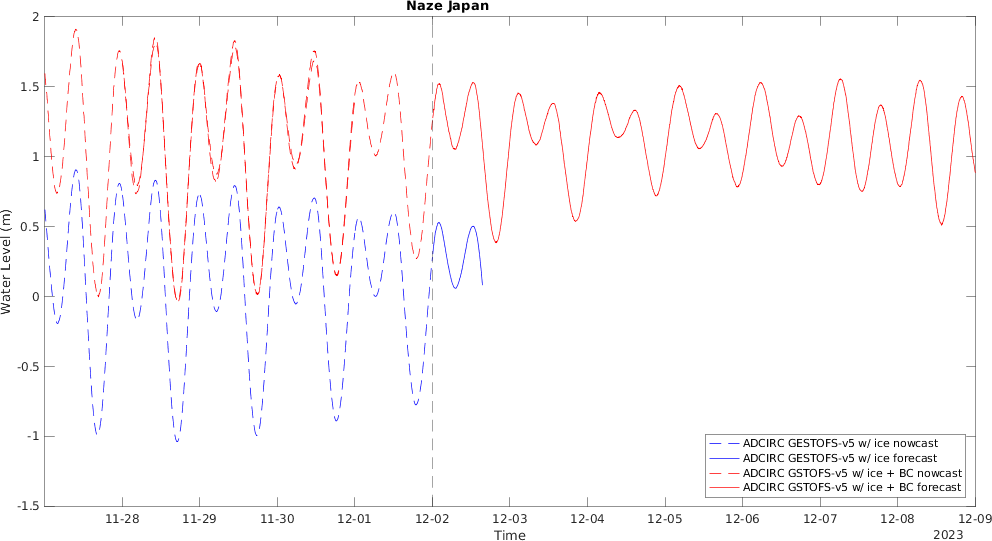 Naze Japan
2
1.5
1
0.5
0
-0.5
-1
-1.5
Water Level (m)
11-28 11-29 11-30 12-01 12-02 12-03 12-04 12-05 12-06 12-07 12-08 12-09
Time
2023
ADCIRC GESTOFS-v5 w/ ice nowcast
ADCIRC GESTOFS-v5 w/ ice forecast
ADCIRC GSTOFS-v5 w/ ice + BC nowcast
ADCIRC GSTOFS-v5 w/ ice + BC forecast